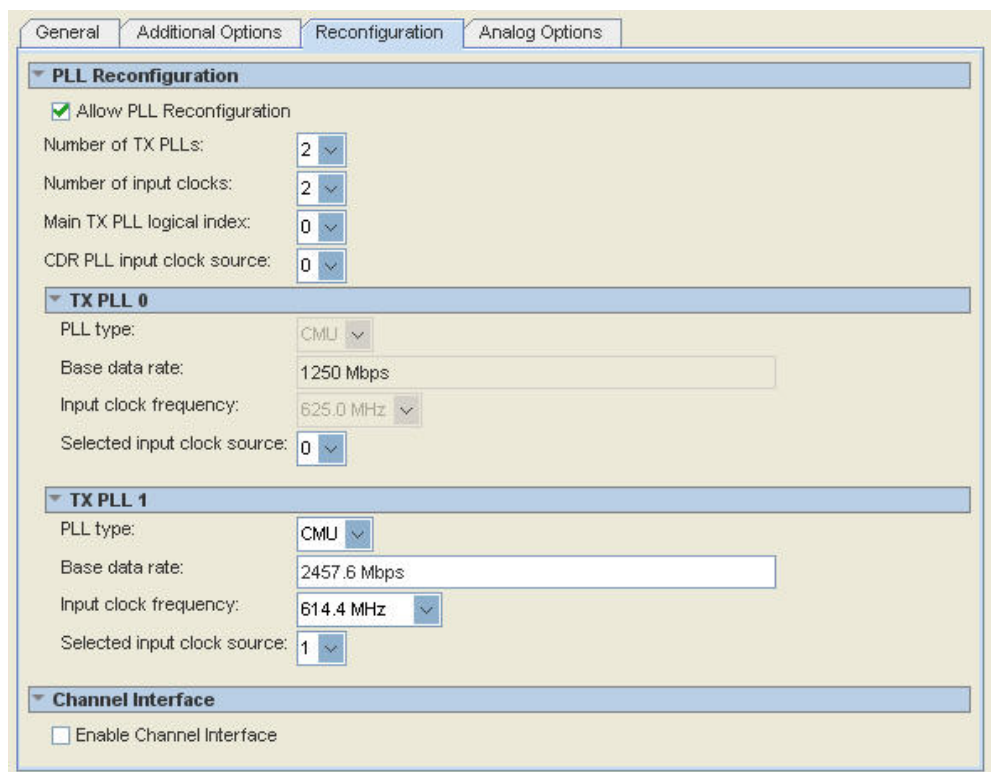 General Additional Options Reconfiguration Analog Options
PLL Reconfiguration
Allow PLL Reconfiguration
Number of TX PLLs: 2
Number of input clocks: 2
Main TX PLL logical index: 0
CDR PLL input clock source: 0
TX PLL 0
PLL type: CMU
Base data rate: 1250 Mbps
Input clock frequency: 625.0 MHz
Selected input clock source: 0
TX PLL 1
PLL type: CMU
Base data rate: 2457.6 Mbps
Input clock frequency: 614.4 MHz
Selected input clock source: 1
Channel Interface
Enable Channel Interface